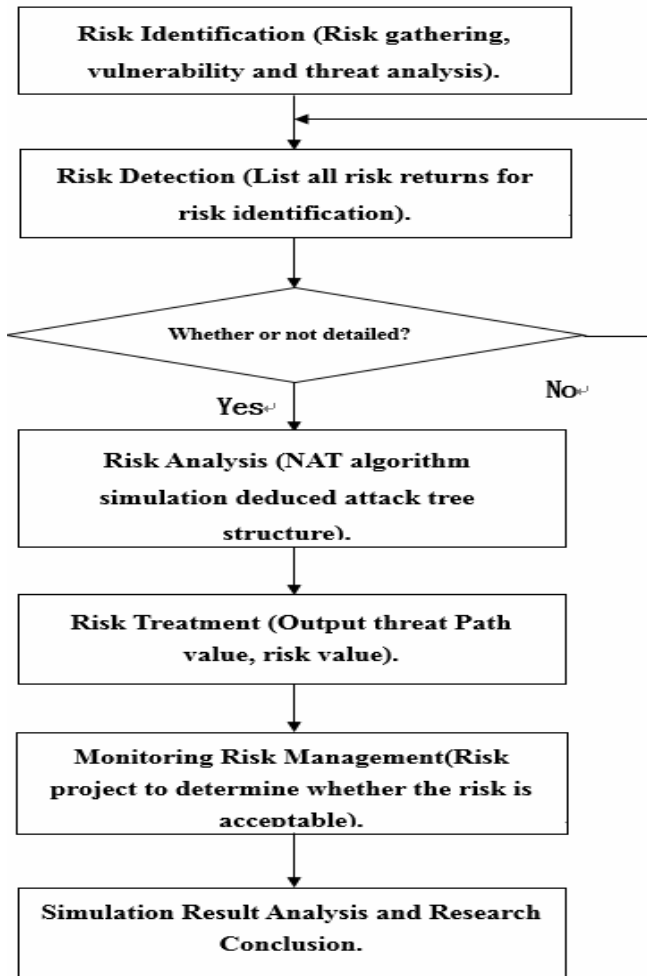 Risk Identification (Risk gathering,
vulnerability and threat analysis).
Risk Detection (List all risk returns for
risk identification).
Whether or not detailed?
No
Yes
Risk Analysis (NAT algorithm
simulation deduced attack tree
structure).
Risk Treatment (Output threat Path
value, risk value).
Monitoring Risk Management(Risk
project to determine whether the risk is
acceptable).
Simulation Result Analysis and Research
Conclusion.